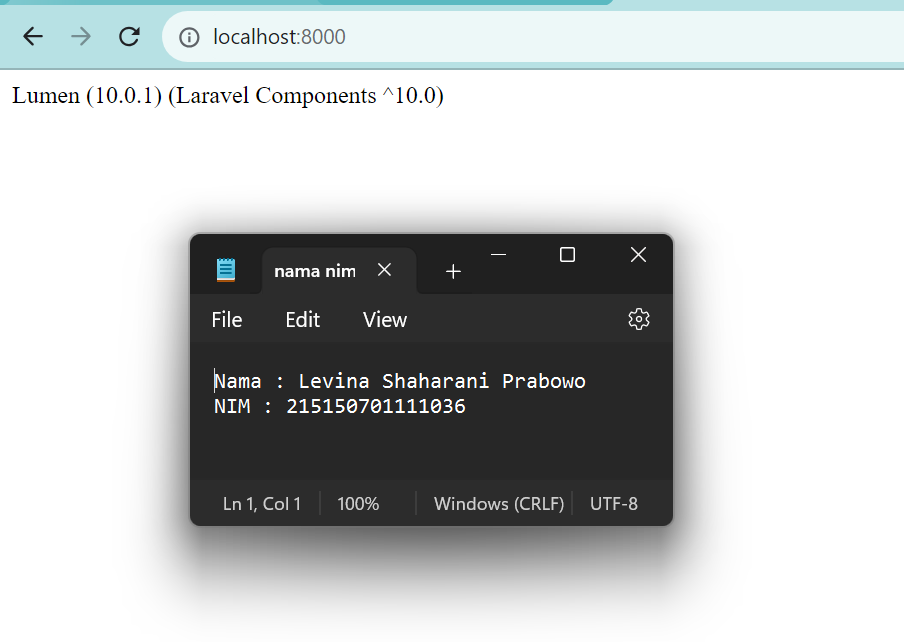 localhost:8000
Lumen (10.0.1) (Laravel Components ^10.0)
nama nim
File Edit View
Nama : Levina Shaharani Prabowo
NIM : 215150701111036
Ln 1, Col 1 100% Windows (CRLF) UTF-8